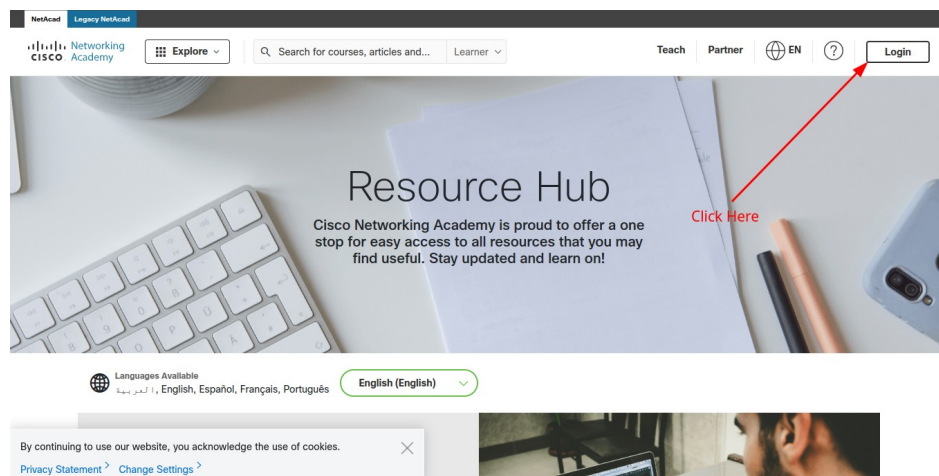 NetAcad Legacy NetAcad
Networking
CISCO Academy
Explore
Search for courses, articles and...
Learner
Teach
Partner
EN
?
Login
Resource Hub
Cisco Networking Academy is proud to offer a one
stop for easy access to all resources that you may
find useful. Stay updated and learn on!
Click Here
Languages Available
العربية, English, Español, Français, Português
English (English)
By continuing to use our website, you acknowledge the use of cookies.
Privacy Statement > Change Settings >